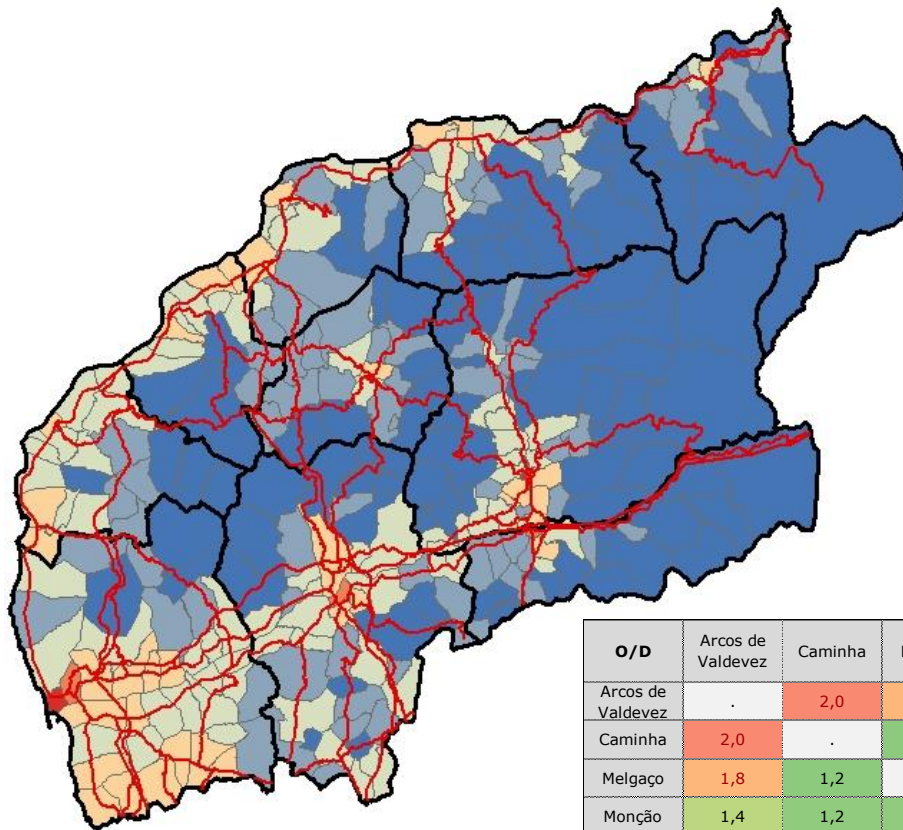 O/D Arcos de Valdevez Caminha
Arcos de Valdevez . 2,0
Caminha 2,0 .
Melgaço 1,8 1,2
Monção 1,4 1,2